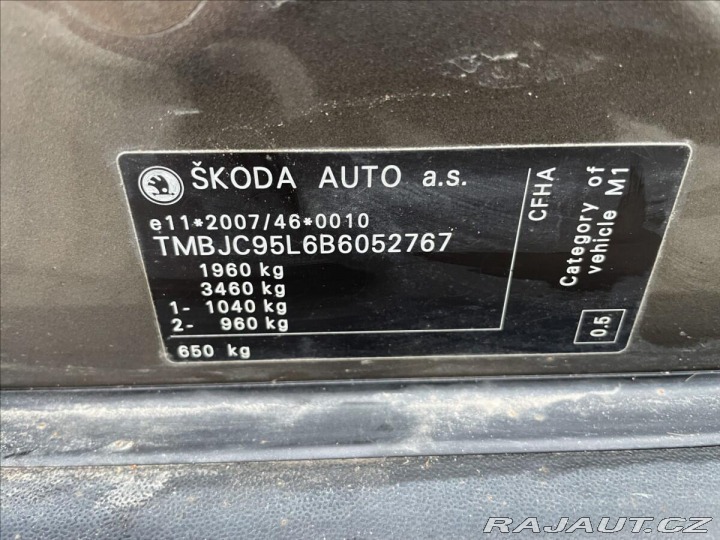 ŠKODA AUTO a.s.
e11*2007/46*0010
TMBJC95L6B6052767
1960 kg
3460 kg
1- 1040 kg
2- 960 kg
650 kg
CFHA
Category of
vehicle M1
0.5
RAJAUT.CZ